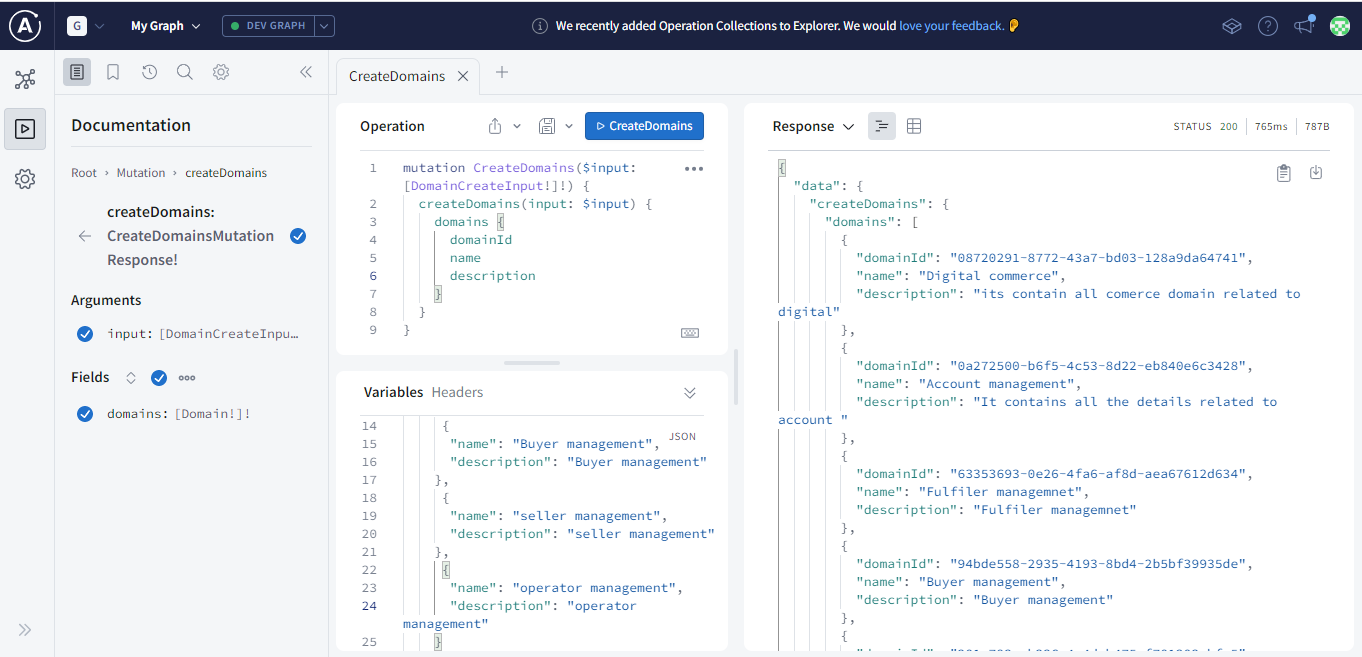 G
My Graph
DEV GRAPH
We recently added Operation Collections to Explorer. We would love your feedback.
Documentation
Root › Mutation › createDomains
createDomains:
CreateDomainsMutation
Response!
Arguments
input: [DomainCreateInpu…
Fields
domains: [Domain!]!
CreateDomains
Operation
CreateDomains
1 mutation CreateDomains($input:
[DomainCreateInput!]!) {
2 createDomains(input: $input) {
3 domains {
4 domainId
5 name
6 description
7 }
8 }
9 }
Variables Headers
JSON
14 {
15 "name": "Buyer management",
16 "description": "Buyer management"
17 },
18 {
19 "name": "seller management",
20 "description": "seller management"
21 },
22 {
23 "name": "operator management",
24 "description": "operator
management"
25 }
Response
STATUS 200 765ms 787B
{
"data": {
"createDomains": {
"domains": [
{
"domainId": "08720291-8772-43a7-bd03-128a9da64741",
"name": "Digital commerce",
"description": "its contain all comerce domain related to
digital"
},
{
"domainId": "0a272500-b6f5-4c53-8d22-eb840e6c3428",
"name": "Account management",
"description": "It contains all the details related to
account "
},
{
"domainId": "63353693-0e26-4fa6-af8d-aea67612d634",
"name": "Fulfiler managemnet",
"description": "Fulfiler managemnet"
},
{
"domainId": "94bde558-2935-4193-8bd4-2b5bf39935de",
"name": "Buyer management",
"description": "Buyer management"
},
{